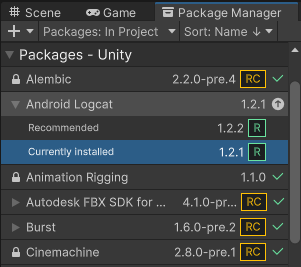 Scene Game Package Manager
+ Packages: In Project Sort: Name ↓
Packages - Unity
Alembic 2.2.0-pre.4 RC
Android Logcat 1.2.1
Recommended 1.2.2 R
Currently installed 1.2.1 R
Animation Rigging 1.1.0
Autodesk FBX SDK for ... 4.1.0-pr... RC
Burst 1.6.0-pre.2 RC
Cinemachine 2.8.0-pre.1 RC